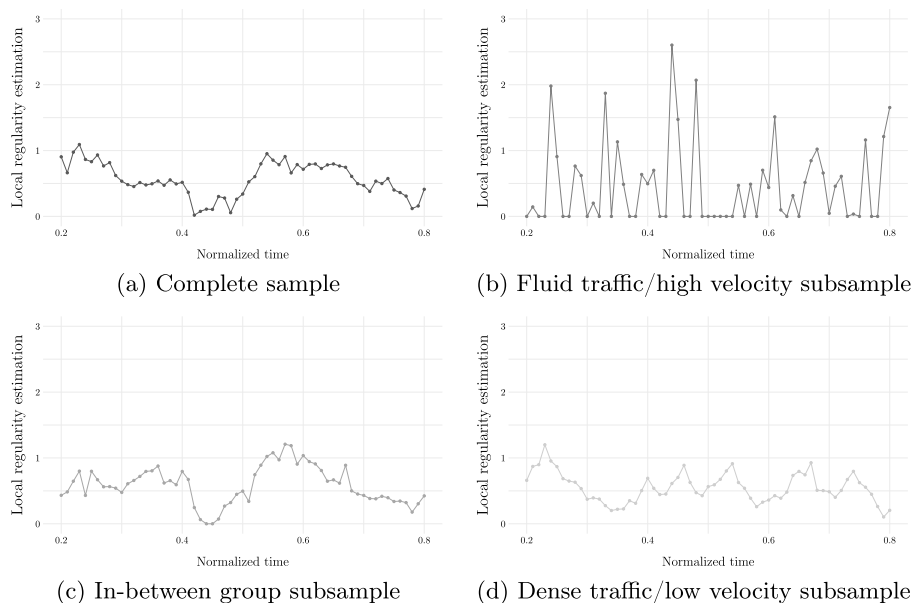 Local regularity estimation
3
2
1
0
0.2 0.4 0.6 0.8
Normalized time
(a) Complete sample
Local regularity estimation
3
2
1
0
0.2 0.4 0.6 0.8
Normalized time
(b) Fluid traffic/high velocity subsample
Local regularity estimation
3
2
1
0
0.2 0.4 0.6 0.8
Normalized time
(c) In-between group subsample
Local regularity estimation
3
2
1
0
0.2 0.4 0.6 0.8
Normalized time
(d) Dense traffic/low velocity subsample